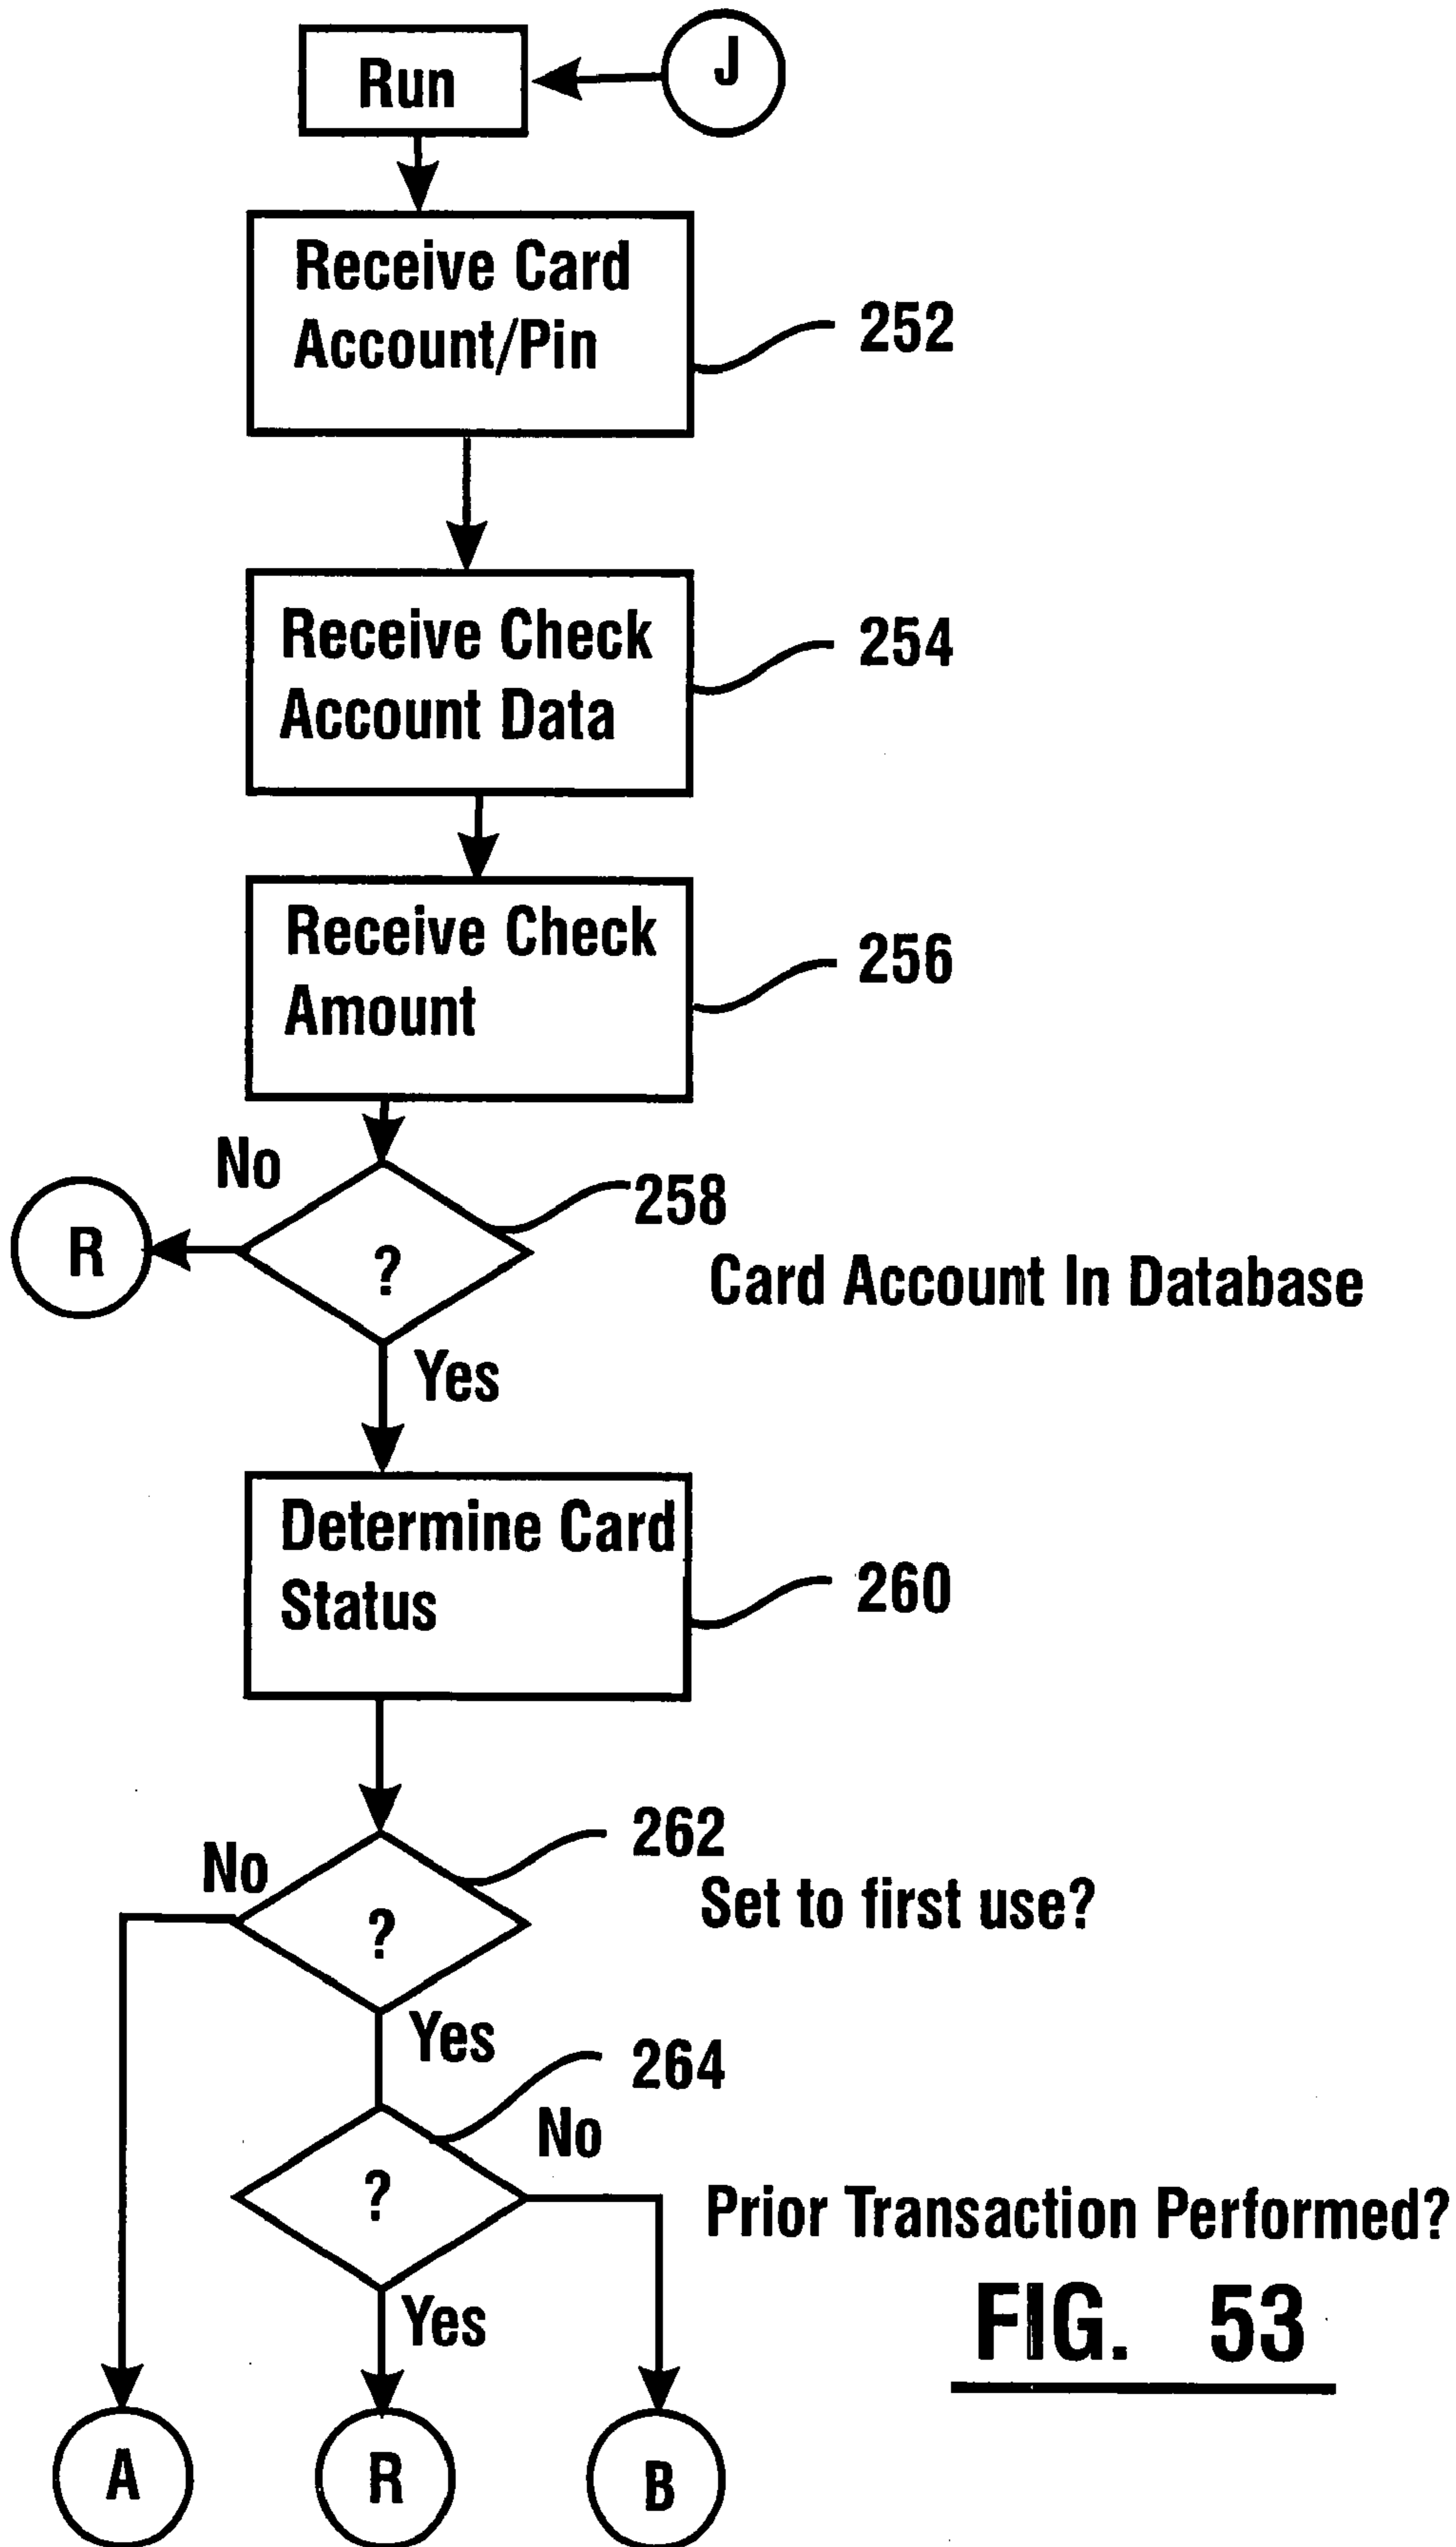 Run
J
Receive Card
Account/Pin
252
Receive Check
Account Data
254
Receive Check
Amount
256
No
258
R
?
Card Account In Database
Yes
Determine Card
Status
260
262
No
Set to first use?
?
Yes
264
No
?
Prior Transaction Performed?
Yes
FIG. 53
A
R
B